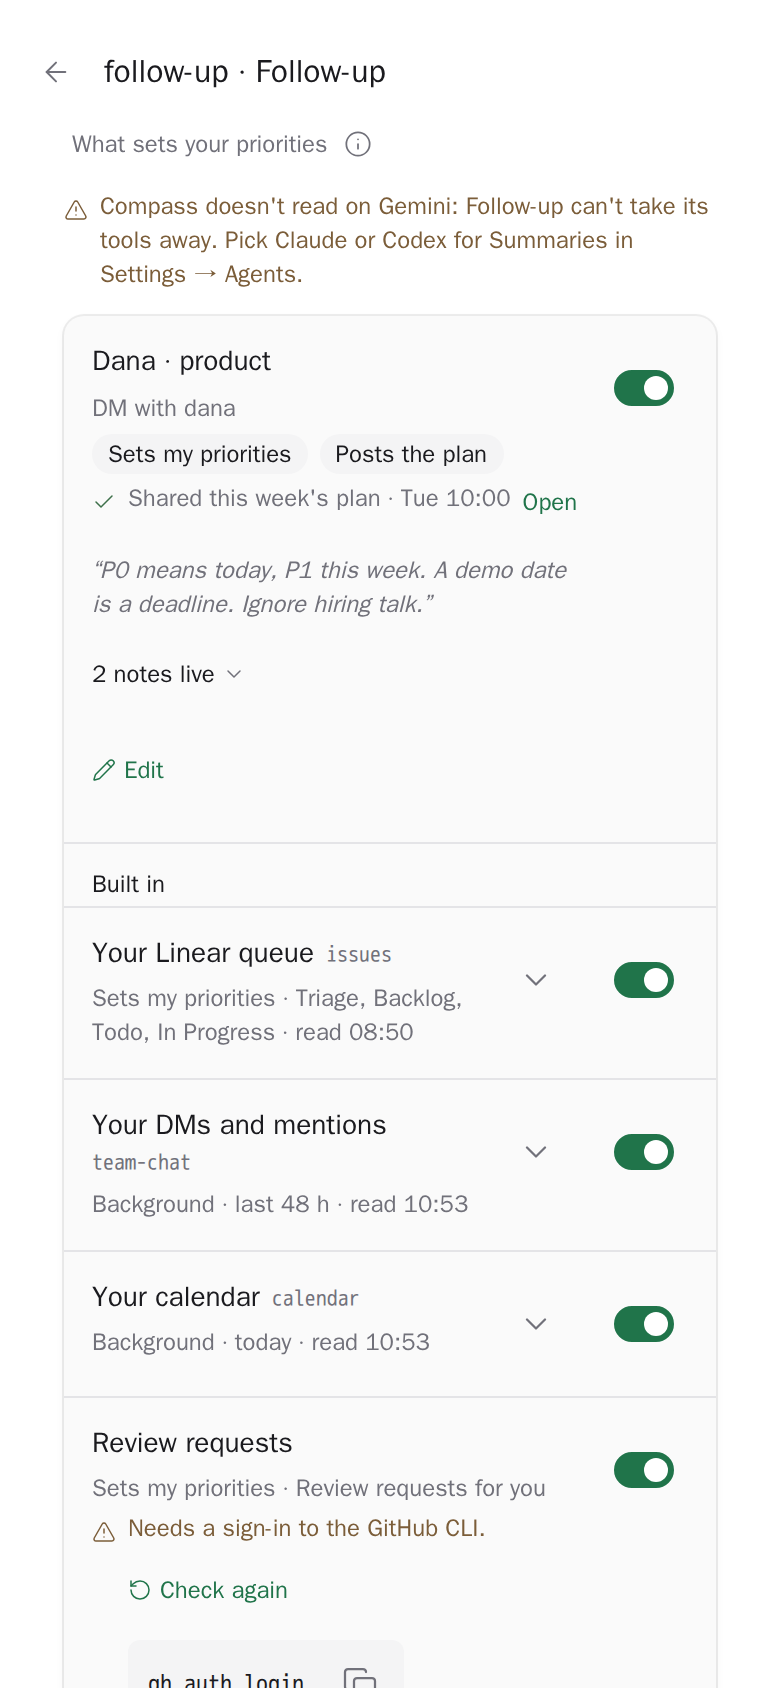 follow-up · Follow-up
What sets your priorities
Compass doesn't read on Gemini: Follow-up can't take its
tools away. Pick Claude or Codex for Summaries in
Settings → Agents.
Dana · product
DM with dana
Sets my priorities Posts the plan
Shared this week's plan · Tue 10:00 Open
“P0 means today, P1 this week. A demo date
is a deadline. Ignore hiring talk.”
2 notes live
Edit
Built in
Your Linear queue issues
Sets my priorities · Triage, Backlog,
Todo, In Progress · read 08:50
Your DMs and mentions
team-chat
Background · last 48 h · read 10:53
Your calendar calendar
Background · today · read 10:53
Review requests
Sets my priorities · Review requests for you
Needs a sign-in to the GitHub CLI.
Check again
gh auth login